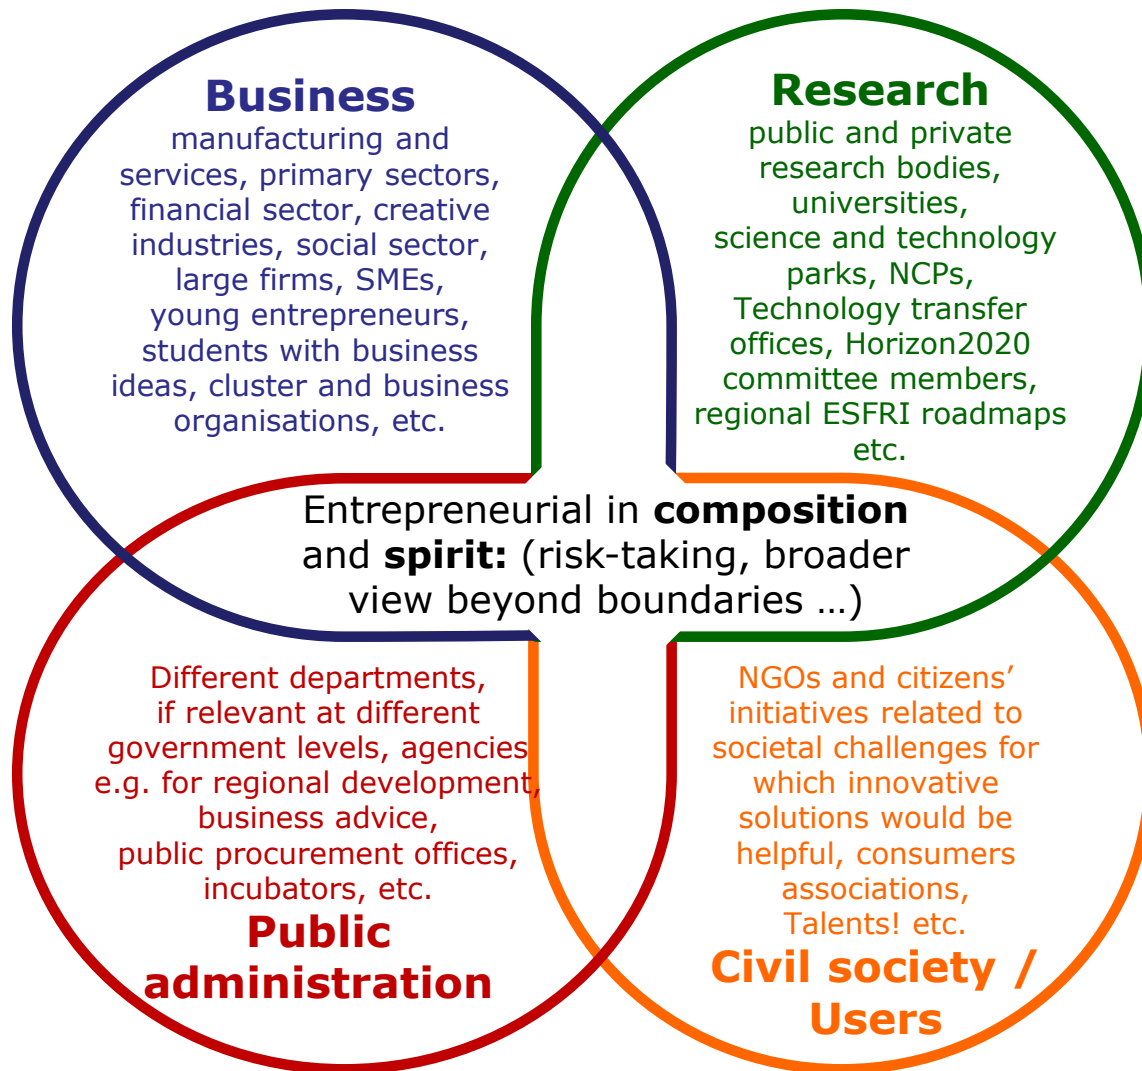 Business
manufacturing and
services, primary sectors,
financial sector, creative
industries, social sector,
large firms, SMEs,
young entrepreneurs,
students with business
ideas, cluster and business
organisations, etc.
Research
public and private
research bodies,
universities,
science and technology
parks, NCPs,
Technology transfer
offices, Horizon2020
committee members,
regional ESFRI roadmaps
etc.
Entrepreneurial in composition
and spirit: (risk-taking, broader
view beyond boundaries ...)
Different departments,
if relevant at different
government levels, agencies
e.g. for regional development,
business advice,
public procurement offices,
incubators, etc.
Public
administration
NGOs and citizens’
initiatives related to
societal challenges for
which innovative
solutions would be
helpful, consumers
associations,
Talents! etc.
Civil society /
Users